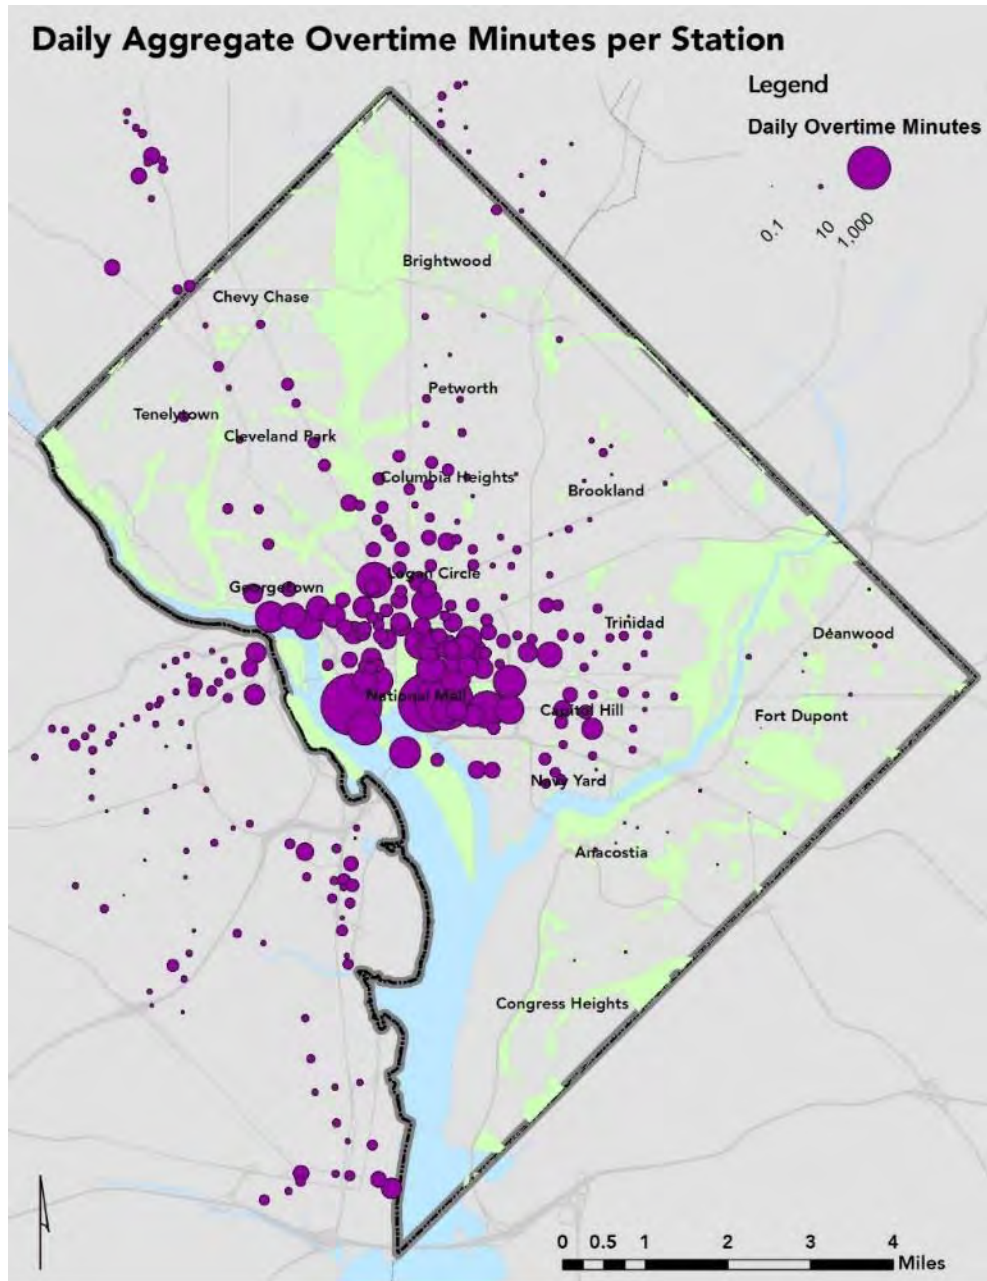 Daily Aggregate Overtime Minutes per Station
Legend
Daily Overtime Minutes
0.1
10
1,000
Brightwood
Chevy Chase
Petworth
Tenelytown
Cleveland Park
Columbia Heights
Brookland
Logan Circle
Georgetown
Trinidad
Deanwood
National Mall
Capitol Hill
Fort Dupont
Navy Yard
Anacostia
Congress Heights
0 0.5 1 2 3 4
Miles